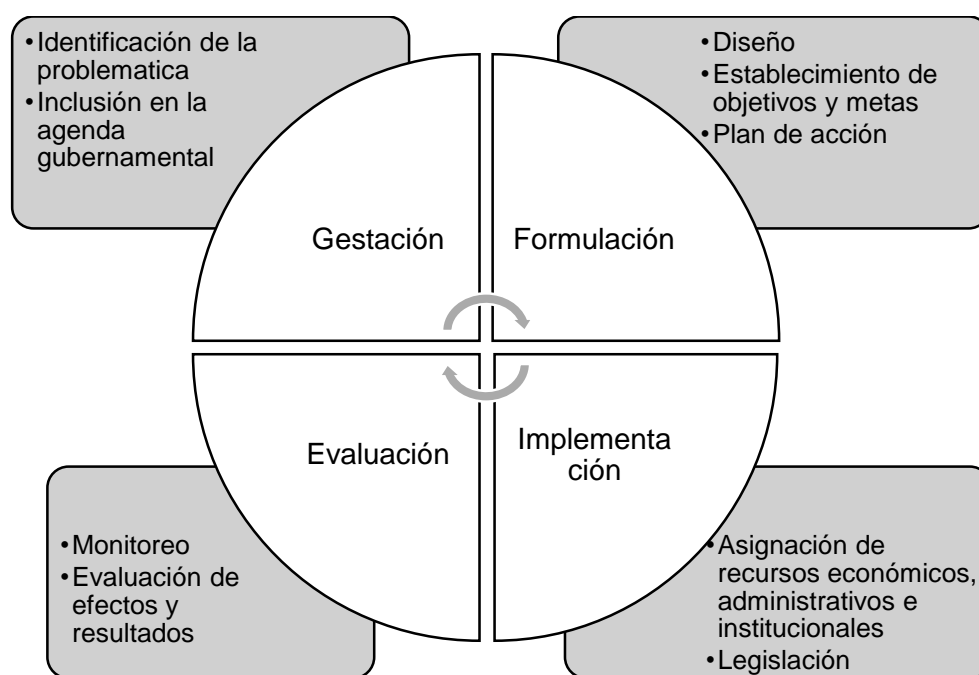 •Identificación de la
problematica
•Inclusión en la
agenda
gubernamental
•Diseño
•Establecimiento de
objetivos y metas
•Plan de acción
Gestación
Formulación
Evaluación
Implementa
ción
•Monitoreo
•Evaluación de
efectos y
resultados
•Asignación de
recursos económicos,
administrativos e
institucionales
•Legislación